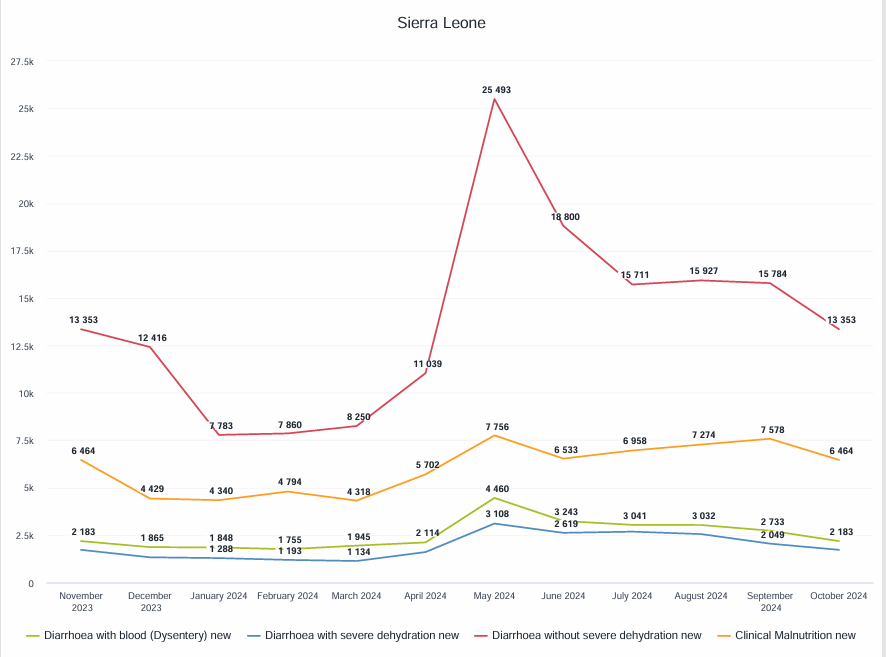 Sierra Leone
27.5k
25 493
25k
22.5k
20k
18 800
17.5k
15 711
15 927
15 784
15k
13 353
13 353
12 416
12.5k
11 039
10k
7 783
7 860
8 250
7 756
7 578
7.5k
6 464
6 533
6 958
7 274
6 464
5 702
5k
4 429
4 340
4 794
4 318
4 460
3 108
3 243
3 041
3 032
2 733
2.5k
2 183
1 865
1 848
1 755
1 945
2 114
2 619
2 049
2 183
1 288
1 193
1 134
0
November 2023
December 2023
January 2024
February 2024
March 2024
April 2024
May 2024
June 2024
July 2024
August 2024
September 2024
October 2024
Diarrhoea with blood (Dysentery) new
Diarrhoea with severe dehydration new
Diarrhoea without severe dehydration new
Clinical Malnutrition new